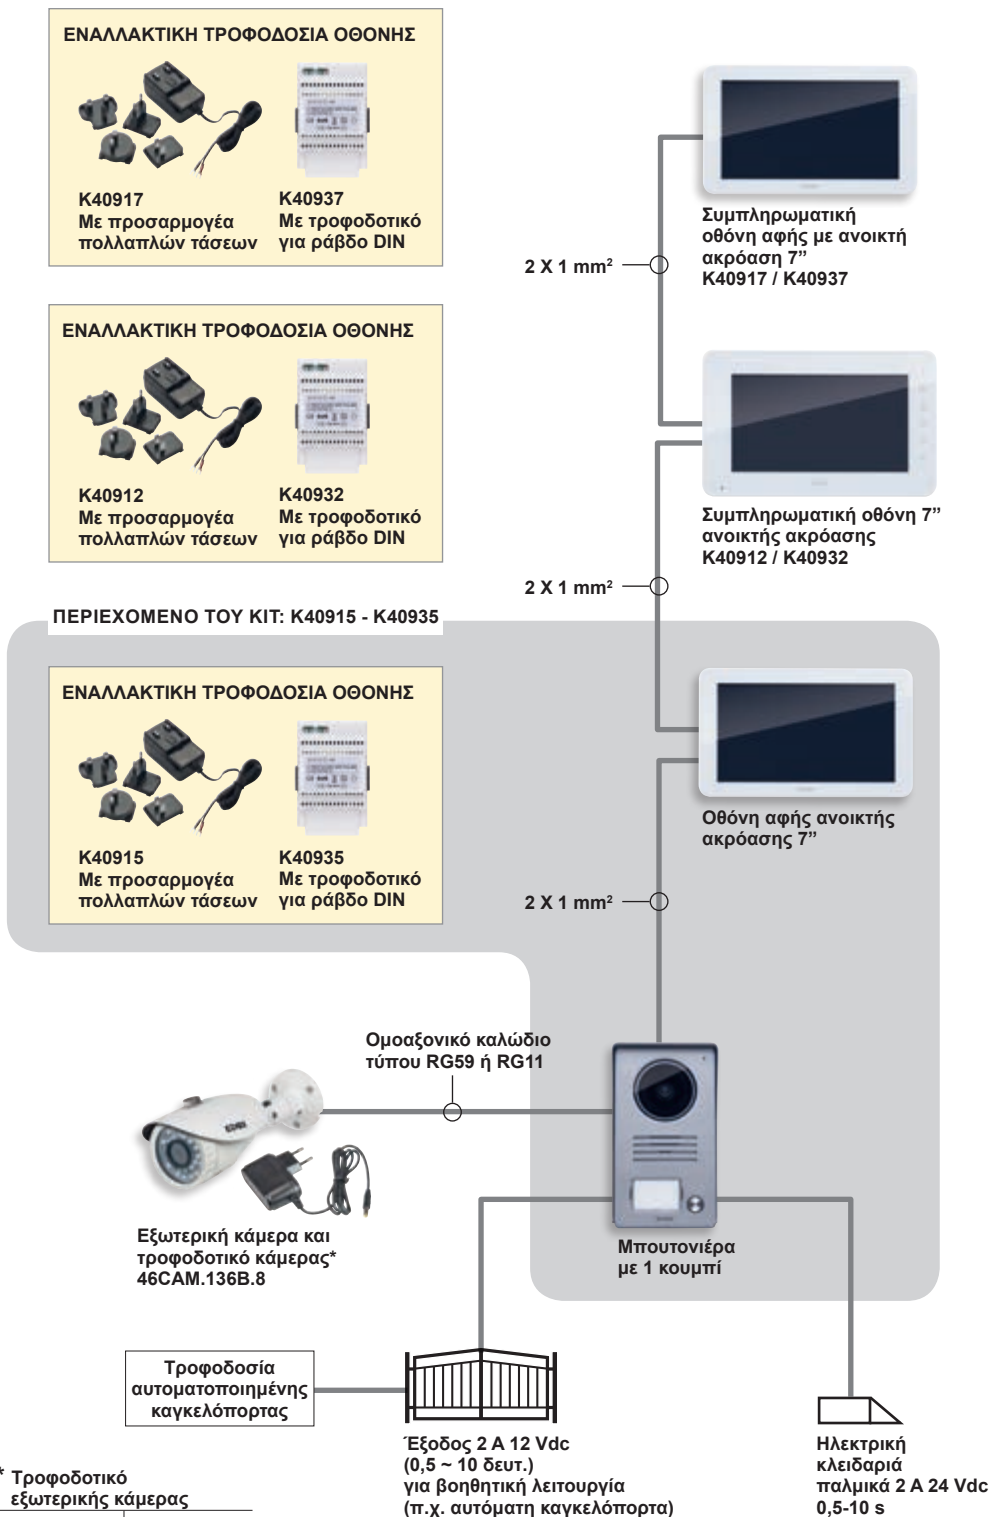 ΕΝΑΛΛΑΚΤΙΚΗ ΤΡΟΦΟΔΟΣΙΑ ΟΘΟΝΗΣ
K40917
Με προσαρμογέα
πολλαπλών τάσεων
K40937
Με τροφοδοτικό
για ράβδο DIN
Συμπληρωματική
οθόνη αφής με ανοικτή
ακρόαση 7”
K40917 / K40937
2 X 1 mm²
ΕΝΑΛΛΑΚΤΙΚΗ ΤΡΟΦΟΔΟΣΙΑ ΟΘΟΝΗΣ
K40912
Με προσαρμογέα
πολλαπλών τάσεων
K40932
Με τροφοδοτικό
για ράβδο DIN
Συμπληρωματική οθόνη 7”
ανοικτής ακρόασης
K40912 / K40932
2 X 1 mm²
ΠΕΡΙΕΧΟΜΕΝΟ ΤΟΥ KIT: K40915 - K40935
ΕΝΑΛΛΑΚΤΙΚΗ ΤΡΟΦΟΔΟΣΙΑ ΟΘΟΝΗΣ
K40915
Με προσαρμογέα
πολλαπλών τάσεων
K40935
Με τροφοδοτικό
για ράβδο DIN
Οθόνη αφής ανοικτής
ακρόασης 7”
2 X 1 mm²
Ομοαξονικό καλώδιο
τύπου RG59 ή RG11
Εξωτερική κάμερα και
τροφοδοτικό κάμερας*
46CAM.136B.8
Μπουτονιέρα
με 1 κουμπί
Τροφοδοσία
αυτοματοποιημένης
καγκελόπορτας
Έξοδος 2 A 12 Vdc
(0,5 ~ 10 δευτ.)
για βοηθητική λειτουργία
(π.χ. αυτόματη καγκελόπορτα)
Ηλεκτρική
κλειδαριά
παλμικά 2 A 24 Vdc
0,5-10 s
* Τροφοδοτικό
εξωτερικής κάμερας